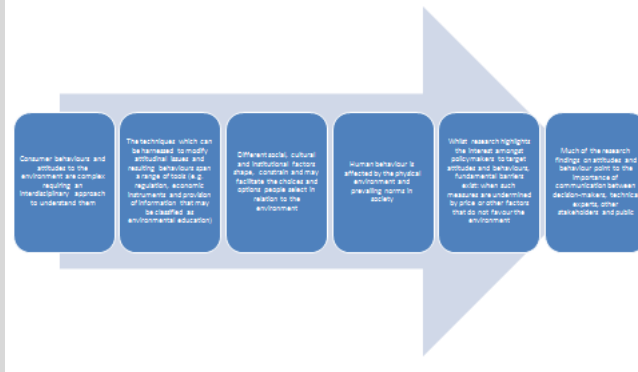 Consumer behaviours and
attitudes to the
environment are complex
requiring an
interdisciplinary approach
to understand them
The techniques which can
be harnessed to modify
attitudinal issues and
resulting behaviours span
a range of tools (e.g.
regulation, economic
instruments and provision
of information that may
be classified as
environmental education)
Different social, cultural
and institutional factors
shape, constrain and may
facilitate the choices and
options people select in
relation to the
environment
Human behaviour is
affected by the physical
environment and
prevailing norms in
society
Whilst research highlights
the interest amongst
policymakers to target
attitudes and behaviours,
fundamental barriers
exist when such
measures are undermined
by price or other factors
that do not favour the
environment
Much of the research
findings on attitudes and
behaviour point to the
importance of
communication between
decision-makers, technical
experts, other
stakeholders and public